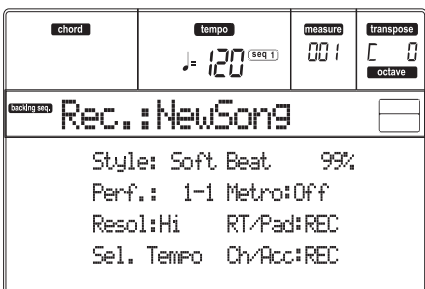 chord tempo measure transpose
♩= 120 seq 1 001 C 0
octave
backing seq. Rec.:NewSong
Style: Soft Beat 99%
Perf.: 1-1 Metro:Off
Resol:Hi RT/Pad:REC
Sel. Tempo Ch/Acc:REC